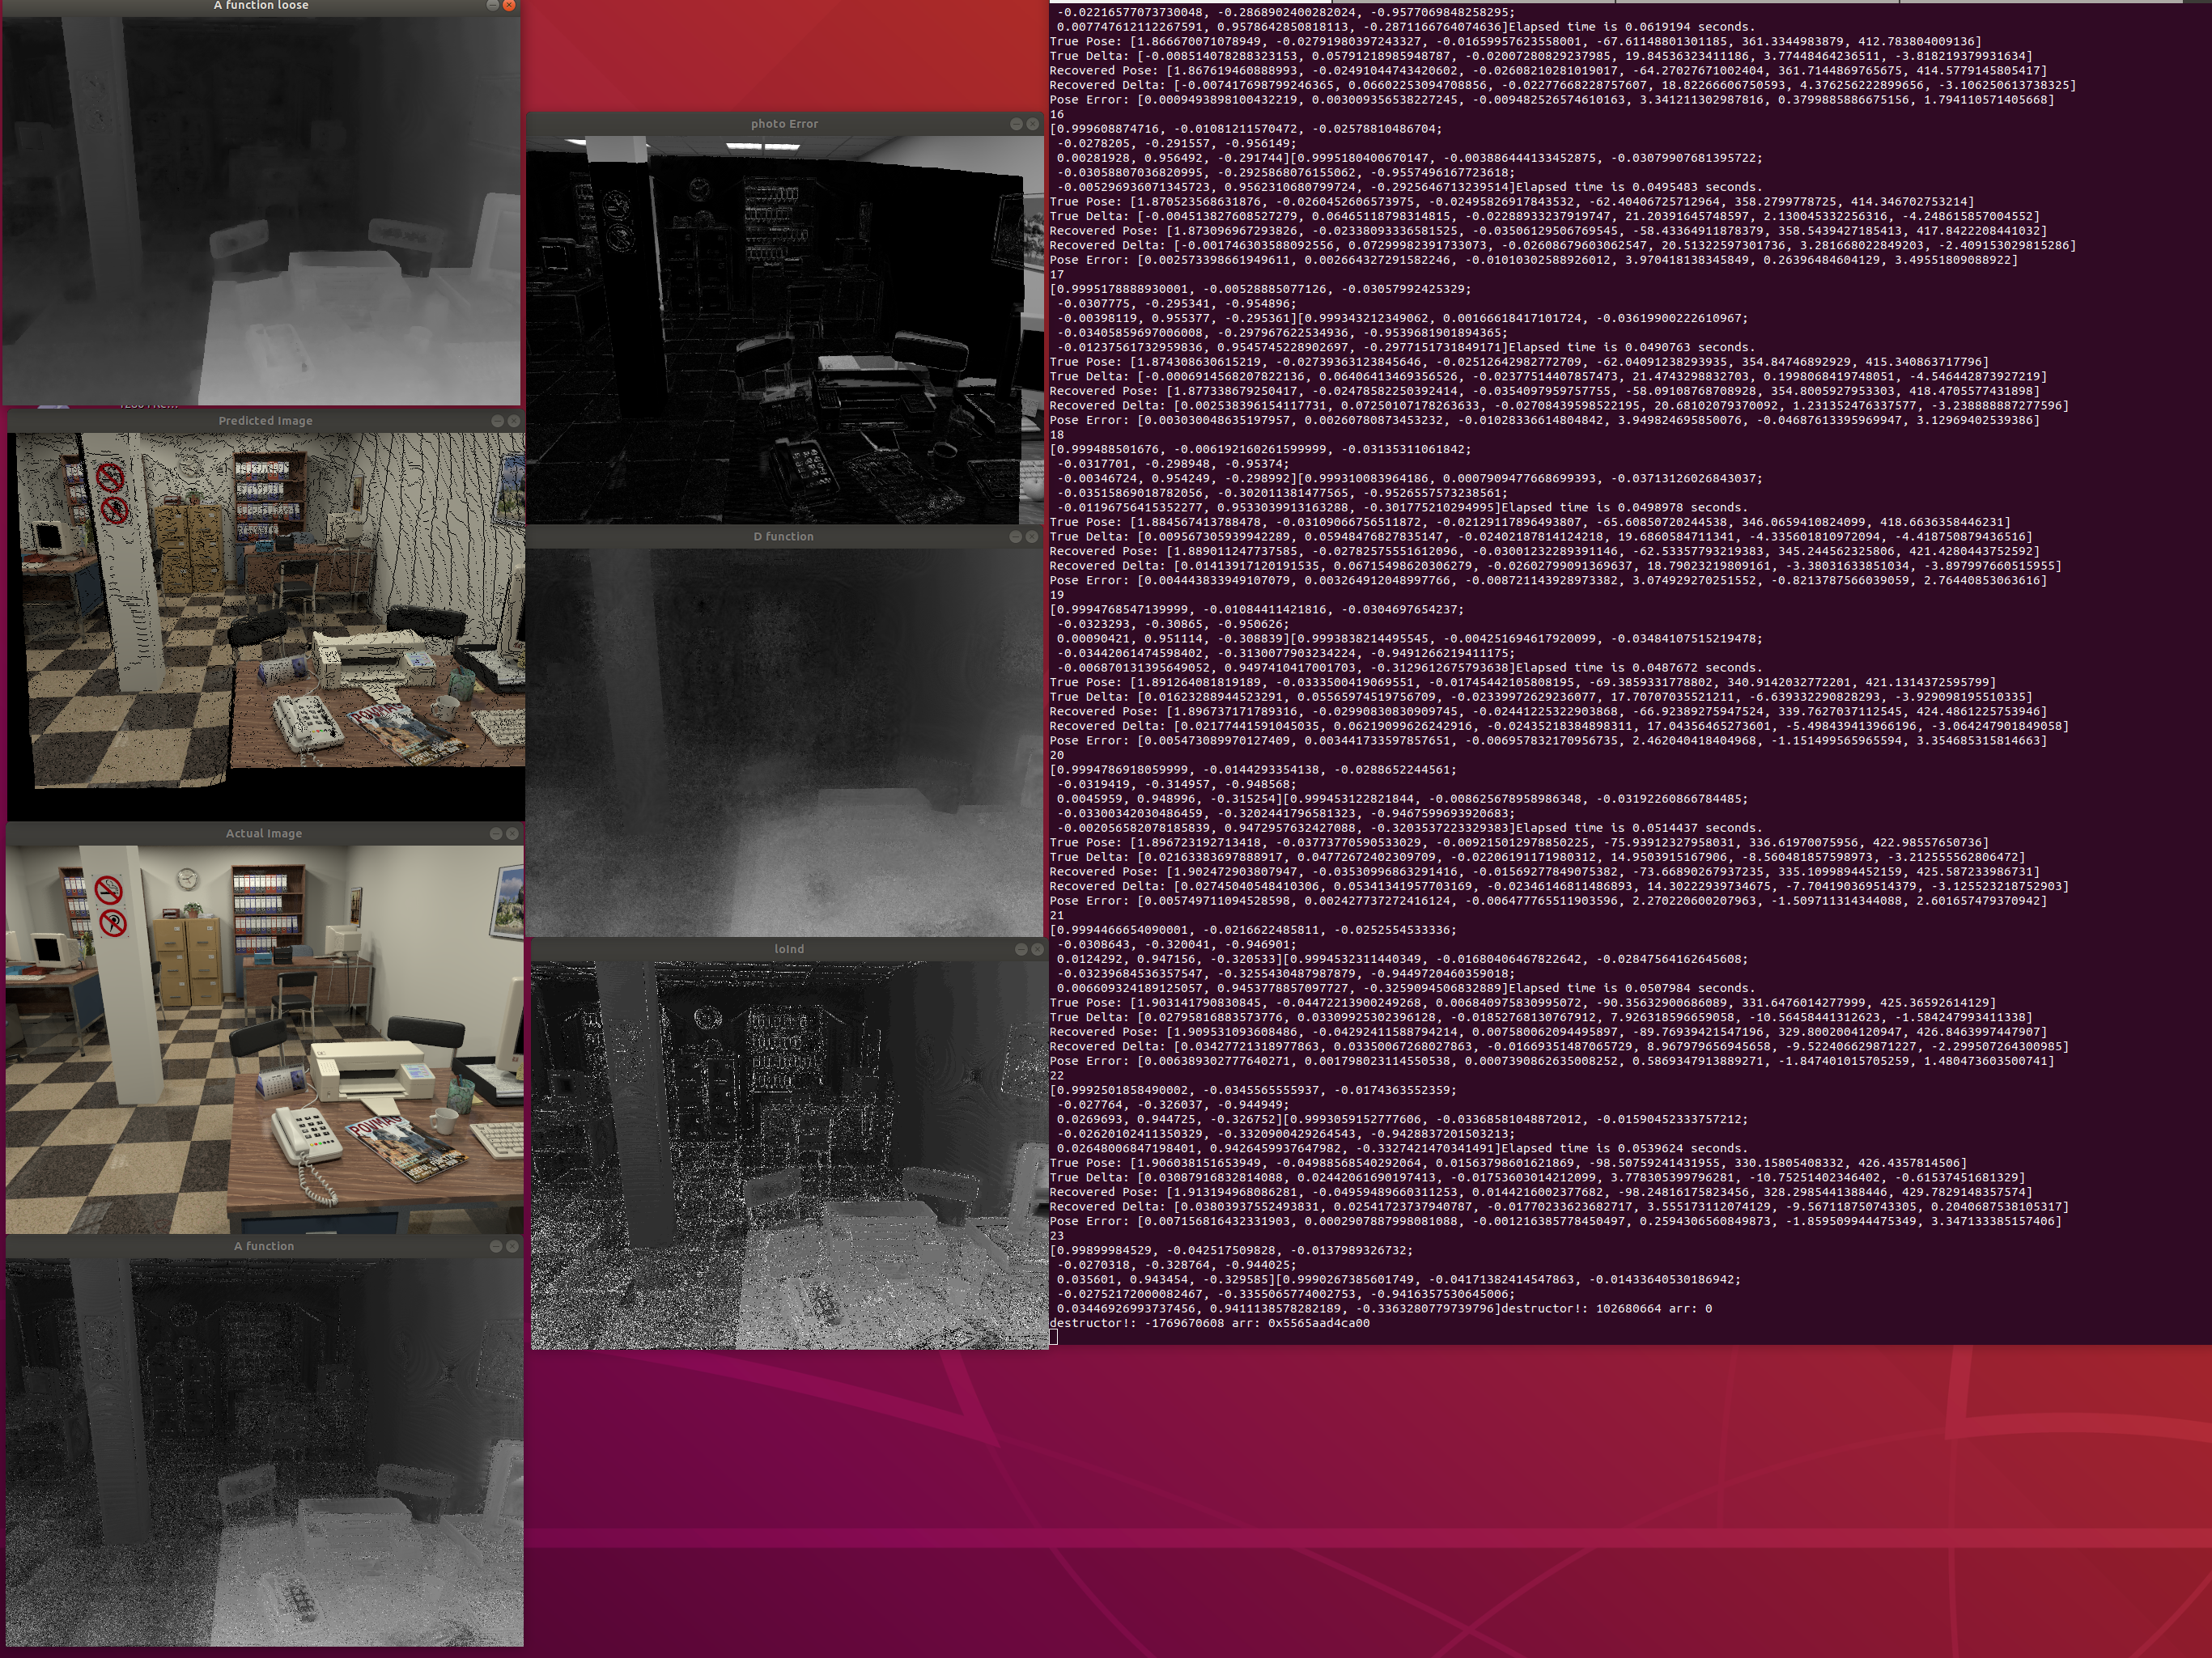 A function loose
Predicted Image
Actual Image
A function
photo Error
D function
loInd
POWMAD
-0.02216577073730048, -0.2868902400282024, -0.9577069848258295;
0.007747612112267591, 0.9578642850818113, -0.2871166764074636]Elapsed time is 0.0619194 seconds.
True Pose: [1.866670071078949, -0.02791980397243327, -0.01659957623558001, -67.61148801301185, 361.3344983879, 412.783804009136]
True Delta: [-0.008514078288323153, 0.05791218985948787, -0.02007280829237985, 19.84536323411186, 3.77448464236511, -3.818219379931634]
Recovered Pose: [1.867619460888993, -0.02491044743420602, -0.02608210281019017, -64.27027671002404, 361.7144869765675, 414.5779145805417]
Recovered Delta: [-0.007417698799246365, 0.06602253094708856, -0.02277668228757607, 18.82266606750593, 4.376256222899656, -3.106250613738325]
Pose Error: [0.0009493898100432219, 0.003009356538227245, -0.009482526574610163, 3.341211302987816, 0.3799885886675156, 1.794110571405668]
16
[0.999608874716, -0.01081211570472, -0.02578810486704;
-0.0278205, -0.291557, -0.956149;
0.00281928, 0.956492, -0.291744][0.9995180400670147, -0.003886444133452875, -0.03079907681395722;
-0.03058807036820995, -0.2925868076155062, -0.9557496167723618;
-0.005296936071345723, 0.9562310680799724, -0.2925646713239514]Elapsed time is 0.0495483 seconds.
True Pose: [1.870523568631876, -0.0260452606573975, -0.02495826917843532, -62.40406725712964, 358.2799778725, 414.346702753214]
True Delta: [-0.004513827608527279, 0.06465118798314815, -0.02288933237919747, 21.20391645748597, 2.130045332256316, -4.248615857004552]
Recovered Pose: [1.873096967293826, -0.02338093336581525, -0.03506129506769545, -58.43364911878379, 358.5439427185413, 417.8422208441032]
Recovered Delta: [-0.001746303588092556, 0.07299982391733073, -0.02608679603062547, 20.51322597301736, 3.281668022849203, -2.409153029815286]
Pose Error: [0.002573398661949611, 0.002664327291582246, -0.01010302588926012, 3.970418138345849, 0.26396484604129, 3.49551809088922]
17
[0.9995178888930001, -0.00528885077126, -0.03057992425329;
-0.0307775, -0.295341, -0.954896;
-0.00398119, 0.955377, -0.295361][0.999343212349062, 0.00166618417101724, -0.03619900222610967;
-0.03405859697006008, -0.297967622534936, -0.9539681901894365;
-0.01237561732959836, 0.9545745228902697, -0.2977151731849171]Elapsed time is 0.0490763 seconds.
True Pose: [1.874308630615219, -0.02739363123845646, -0.02512642982772709, -62.04091238293935, 354.84746892929, 415.340863717796]
True Delta: [-0.0006914568207822136, 0.06406413469356526, -0.02377514407857473, 21.4743298832703, 0.1998068419748051, -4.546442873927219]
Recovered Pose: [1.877338679250417, -0.02478582250392414, -0.0354097959757755, -58.09108768708928, 354.8005927953303, 418.4705577431898]
Recovered Delta: [0.002538396154117731, 0.07250107178263633, -0.02708439598522195, 20.68102079370092, 1.231352476337577, -3.238888887277596]
Pose Error: [0.003030048635197957, 0.00260780873453232, -0.01028336614804842, 3.949824695850076, -0.04687613395969947, 3.12969402539386]
18
[0.999488501676, -0.006192160261599999, -0.03135311061842;
-0.0317701, -0.298948, -0.95374;
-0.00346724, 0.954249, -0.298992][0.999310083964186, 0.0007909477668699393, -0.03713126026843037;
-0.03515869018782056, -0.302011381477565, -0.9526557573238561;
-0.01196756415352277, 0.9533039913163288, -0.301775210294995]Elapsed time is 0.0498978 seconds.
True Pose: [1.884567413788478, -0.03109066756511872, -0.02129117896493807, -65.60850720244538, 346.0659410824099, 418.6636358446231]
True Delta: [0.009567305939942289, 0.05948476827835147, -0.02402187814124218, 19.6860584711341, -4.335601810972094, -4.418750879436516]
Recovered Pose: [1.889011247737585, -0.02782575551612096, -0.03001232289391146, -62.53357793219383, 345.244562325806, 421.4280443752592]
Recovered Delta: [0.01413917120191535, 0.06715498620306279, -0.02602799091369637, 18.79023219809161, -3.38031633851034, -3.897997660515955]
Pose Error: [0.004443833949107079, 0.003264912048997766, -0.008721143928973382, 3.074929270251552, -0.8213787566039059, 2.76440853063616]
19
[0.9994768547139999, -0.01084411421816, -0.0304697654237;
-0.0323293, -0.30865, -0.950626;
0.00090421, 0.951114, -0.308839][0.9993838214495545, -0.004251694617920099, -0.03484107515219478;
-0.03442061474598402, -0.3130077903234224, -0.9491266219411175;
-0.006870131395649052, 0.9497410417001703, -0.3129612675793638]Elapsed time is 0.0487672 seconds.
True Pose: [1.891264081819189, -0.0333500419069551, -0.01745442105808195, -69.3859331778802, 340.9142032772201, 421.1314372595799]
True Delta: [0.01623288944523291, 0.05565974519756709, -0.02339972629236077, 17.70707035521211, -6.639332290828293, -3.929098195510335]
Recovered Pose: [1.896737171789316, -0.02990830830909745, -0.02441225322903868, -66.92389275947524, 339.7627037112545, 424.4861225753946]
Recovered Delta: [0.02177441591045035, 0.06219099626242916, -0.02435218384898311, 17.04356465273601, -5.498439413966196, -3.064247901849058]
Pose Error: [0.005473089970127409, 0.003441733597857651, -0.006957832170956735, 2.462040418404968, -1.151499565965594, 3.354685315814663]
20
[0.9994786918059999, -0.0144293354138, -0.0288652244561;
-0.0319419, -0.314957, -0.948568;
0.0045959, 0.948996, -0.315254][0.999453122821844, -0.008625678958986348, -0.03192260866784485;
-0.03300342030486459, -0.3202441796581323, -0.9467599693920683;
-0.002056582078185839, 0.9472957632427088, -0.3203537223329383]Elapsed time is 0.0514437 seconds.
True Pose: [1.896723192713418, -0.03773770590533029, -0.009215012978850225, -75.93912327958031, 336.61970075956, 422.98557650736]
True Delta: [0.02163383697888917, 0.04772672402309709, -0.02206191171980312, 14.9503915167906, -8.560481857598973, -3.212555562806472]
Recovered Pose: [1.902472903807947, -0.03530996863291416, -0.01569277849075382, -73.66890267937235, 335.1099894452159, 425.587233986731]
Recovered Delta: [0.02745040548410306, 0.05341341957703169, -0.02346146811486893, 14.30222939734675, -7.704190369514379, -3.125523218752903]
Pose Error: [0.005749711094528598, 0.002427737272416124, -0.006477765511903596, 2.270220600207963, -1.509711314344088, 2.601657479370942]
21
[0.9994466654090001, -0.0216622485811, -0.0252554533336;
-0.0308643, -0.320041, -0.946901;
0.0124292, 0.947156, -0.320533][0.9994532311440349, -0.01680406467822642, -0.02847564162645608;
-0.03239684536357547, -0.3255430487987879, -0.9449720460359018;
0.006609324189125057, 0.9453778857097727, -0.3259094506832889]Elapsed time is 0.0507984 seconds.
True Pose: [1.903141790830845, -0.04472213900249268, 0.006840975830995072, -90.35632900686089, 331.6476014277999, 425.36592614129]
True Delta: [0.02795816883573776, 0.03309925302396128, -0.01852768130767912, 7.926318596659058, -10.56458441312623, -1.584247993411338]
Recovered Pose: [1.909531093608486, -0.04292411588794214, 0.007580062094495897, -89.76939421547196, 329.8002004120947, 426.8463997447907]
Recovered Delta: [0.03427721318977863, 0.03350067268027863, -0.01669351487065739, 8.967979656945658, -9.522406629871227, -2.299507264300985]
Pose Error: [0.006389302777640271, 0.001798023114550538, 0.0007390862635008252, 0.5869347913889271, -1.847401015705259, 1.480473603500741]
22
[0.9992501858490002, -0.0345565555937, -0.0174363552359;
-0.027764, -0.326037, -0.944949;
0.0269693, 0.944725, -0.326752][0.9993059152777606, -0.03368581048872012, -0.01590452333757212;
-0.02620102411350329, -0.3320900429264543, -0.9428837201503213;
0.02648006847198401, 0.9426459937647982, -0.3327421470341491]Elapsed time is 0.0539624 seconds.
True Pose: [1.906038151653949, -0.04988568540292064, 0.01563798601621869, -98.50759241431955, 330.15805408332, 426.4357814506]
True Delta: [0.03087916832814088, 0.02442061690197413, -0.01753603014212099, 3.778305399796281, -10.75251402346402, -0.61537451681329]
Recovered Pose: [1.913194968086281, -0.04959489660311253, 0.0144216002377682, -98.24816175823456, 328.2985441388446, 429.7829148357574]
Recovered Delta: [0.03803937552493831, 0.02541723737940787, -0.01770233623682717, 3.555173112074129, -9.567118750743305, 0.2040687538105317]
Pose Error: [0.007156816432331903, 0.0002907887998081088, -0.001216385778450497, 0.2594306560849873, -1.859509944475349, 3.347133385157406]
23
[0.99899984529, -0.042517509828, -0.0137989326732;
-0.0270318, -0.328764, -0.944025;
0.035601, 0.943454, -0.329585][0.9990267385601749, -0.04171382414547863, -0.01433640530186942;
-0.02752172000082467, -0.3355065774002753, -0.9416357530645006;
0.03446926993737456, 0.9411138578282189, -0.3363280779739796]destructor!: 102680664 arr: 0
destructor!: -1769670608 arr: 0x5565aad4ca00